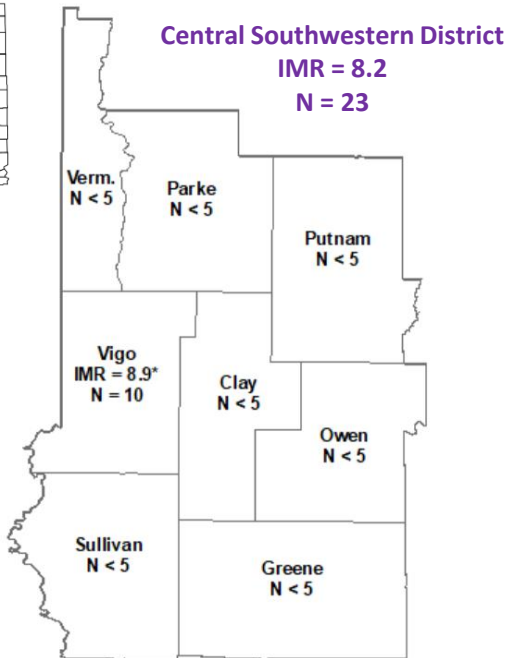 Central Southwestern District
IMR = 8.2
N = 23
Verm.
N < 5
Parke
N < 5
Putnam
N < 5
Vigo
IMR = 8.9*
N = 10
Clay
N < 5
Owen
N < 5
Sullivan
N < 5
Greene
N < 5